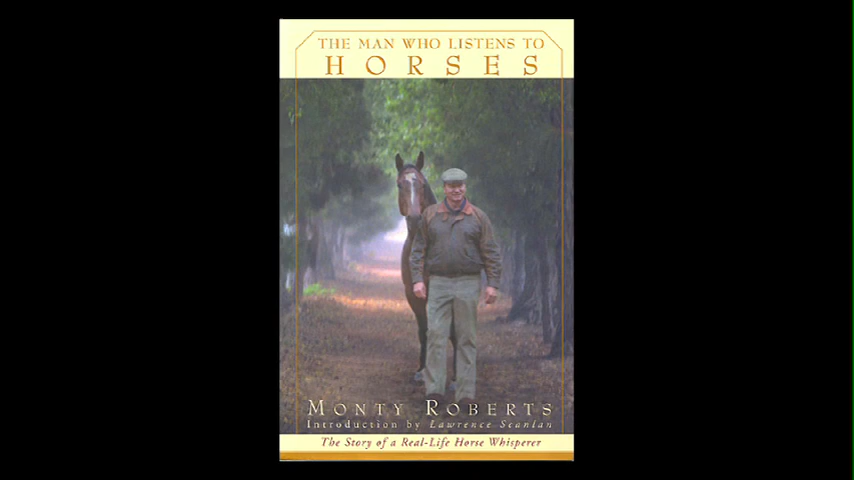 THE MAN WHO LISTENS TO
HORSES
MONTY ROBERTS
Introduction by Lawrence Scanlan
The Story of a Real-Life Horse Whisperer